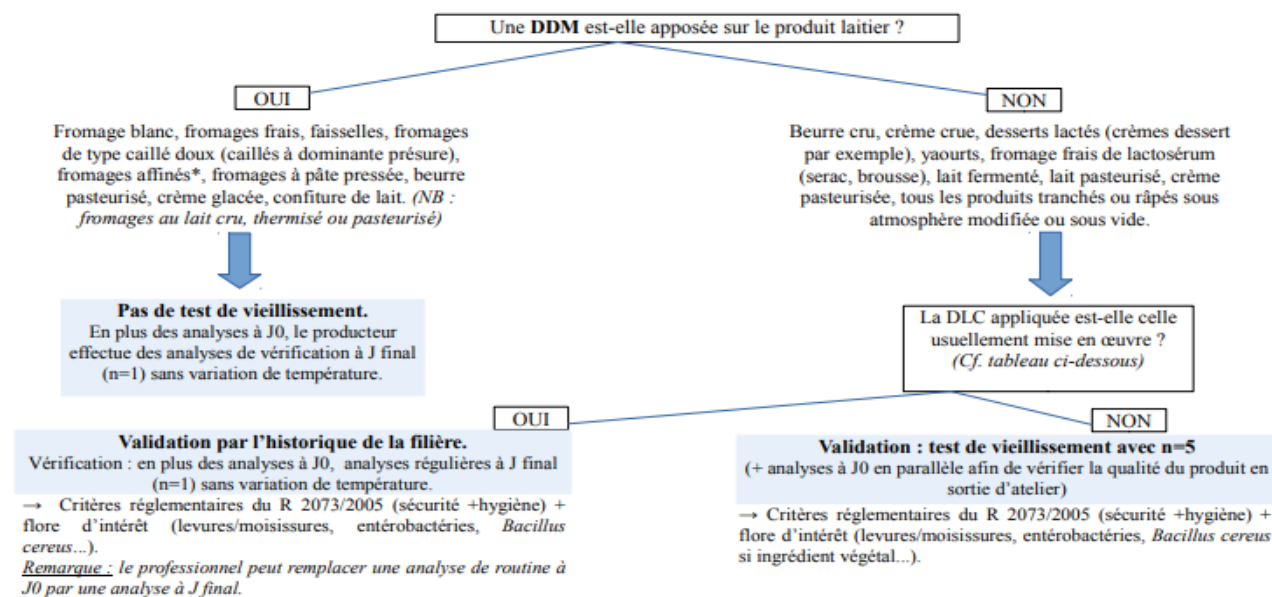 Une DDM est-elle apposée sur le produit laitier ?
OUI
Fromage blanc, fromages frais, faisselles, fromages
de type caillé doux (caillés à dominante présure),
fromages affinés*, fromages à pâte pressée, beurre
pasteurisé, crème glacée, confiture de lait. (NB :
fromages au lait cru, thermisé ou pasteurisé)
Pas de test de vieillissement.
En plus des analyses à J0, le producteur
effectue des analyses de vérification à J final
(n=1) sans variation de température.
NON
Beurre cru, crème crue, desserts lactés (crèmes dessert
par exemple), yaourts, fromage frais de lactosérum
(serac, brousse), lait fermenté, lait pasteurisé, crème
pasteurisée, tous les produits tranchés ou râpés sous
atmosphère modifiée ou sous vide.
La DLC appliquée est-elle celle
usuellement mise en œuvre ?
(Cf. tableau ci-dessous)
OUI
Validation par l'historique de la filière.
Vérification : en plus des analyses à J0, analyses régulières à J final
(n=1) sans variation de température.
→ Critères réglementaires du R 2073/2005 (sécurité +hygiène) +
flore d'intérêt (levures/moisissures, entérobactéries, Bacillus
cereus...).
Remarque : le professionnel peut remplacer une analyse de routine à
J0 par une analyse à J final.
NON
Validation : test de vieillissement avec n=5
(+ analyses à J0 en parallèle afin de vérifier la qualité du produit en
sortie d'atelier)
→ Critères réglementaires du R 2073/2005 (sécurité +hygiène) +
flore d'intérêt (levures/moisissures, entérobactéries, Bacillus cereus
si ingrédient végétal...).